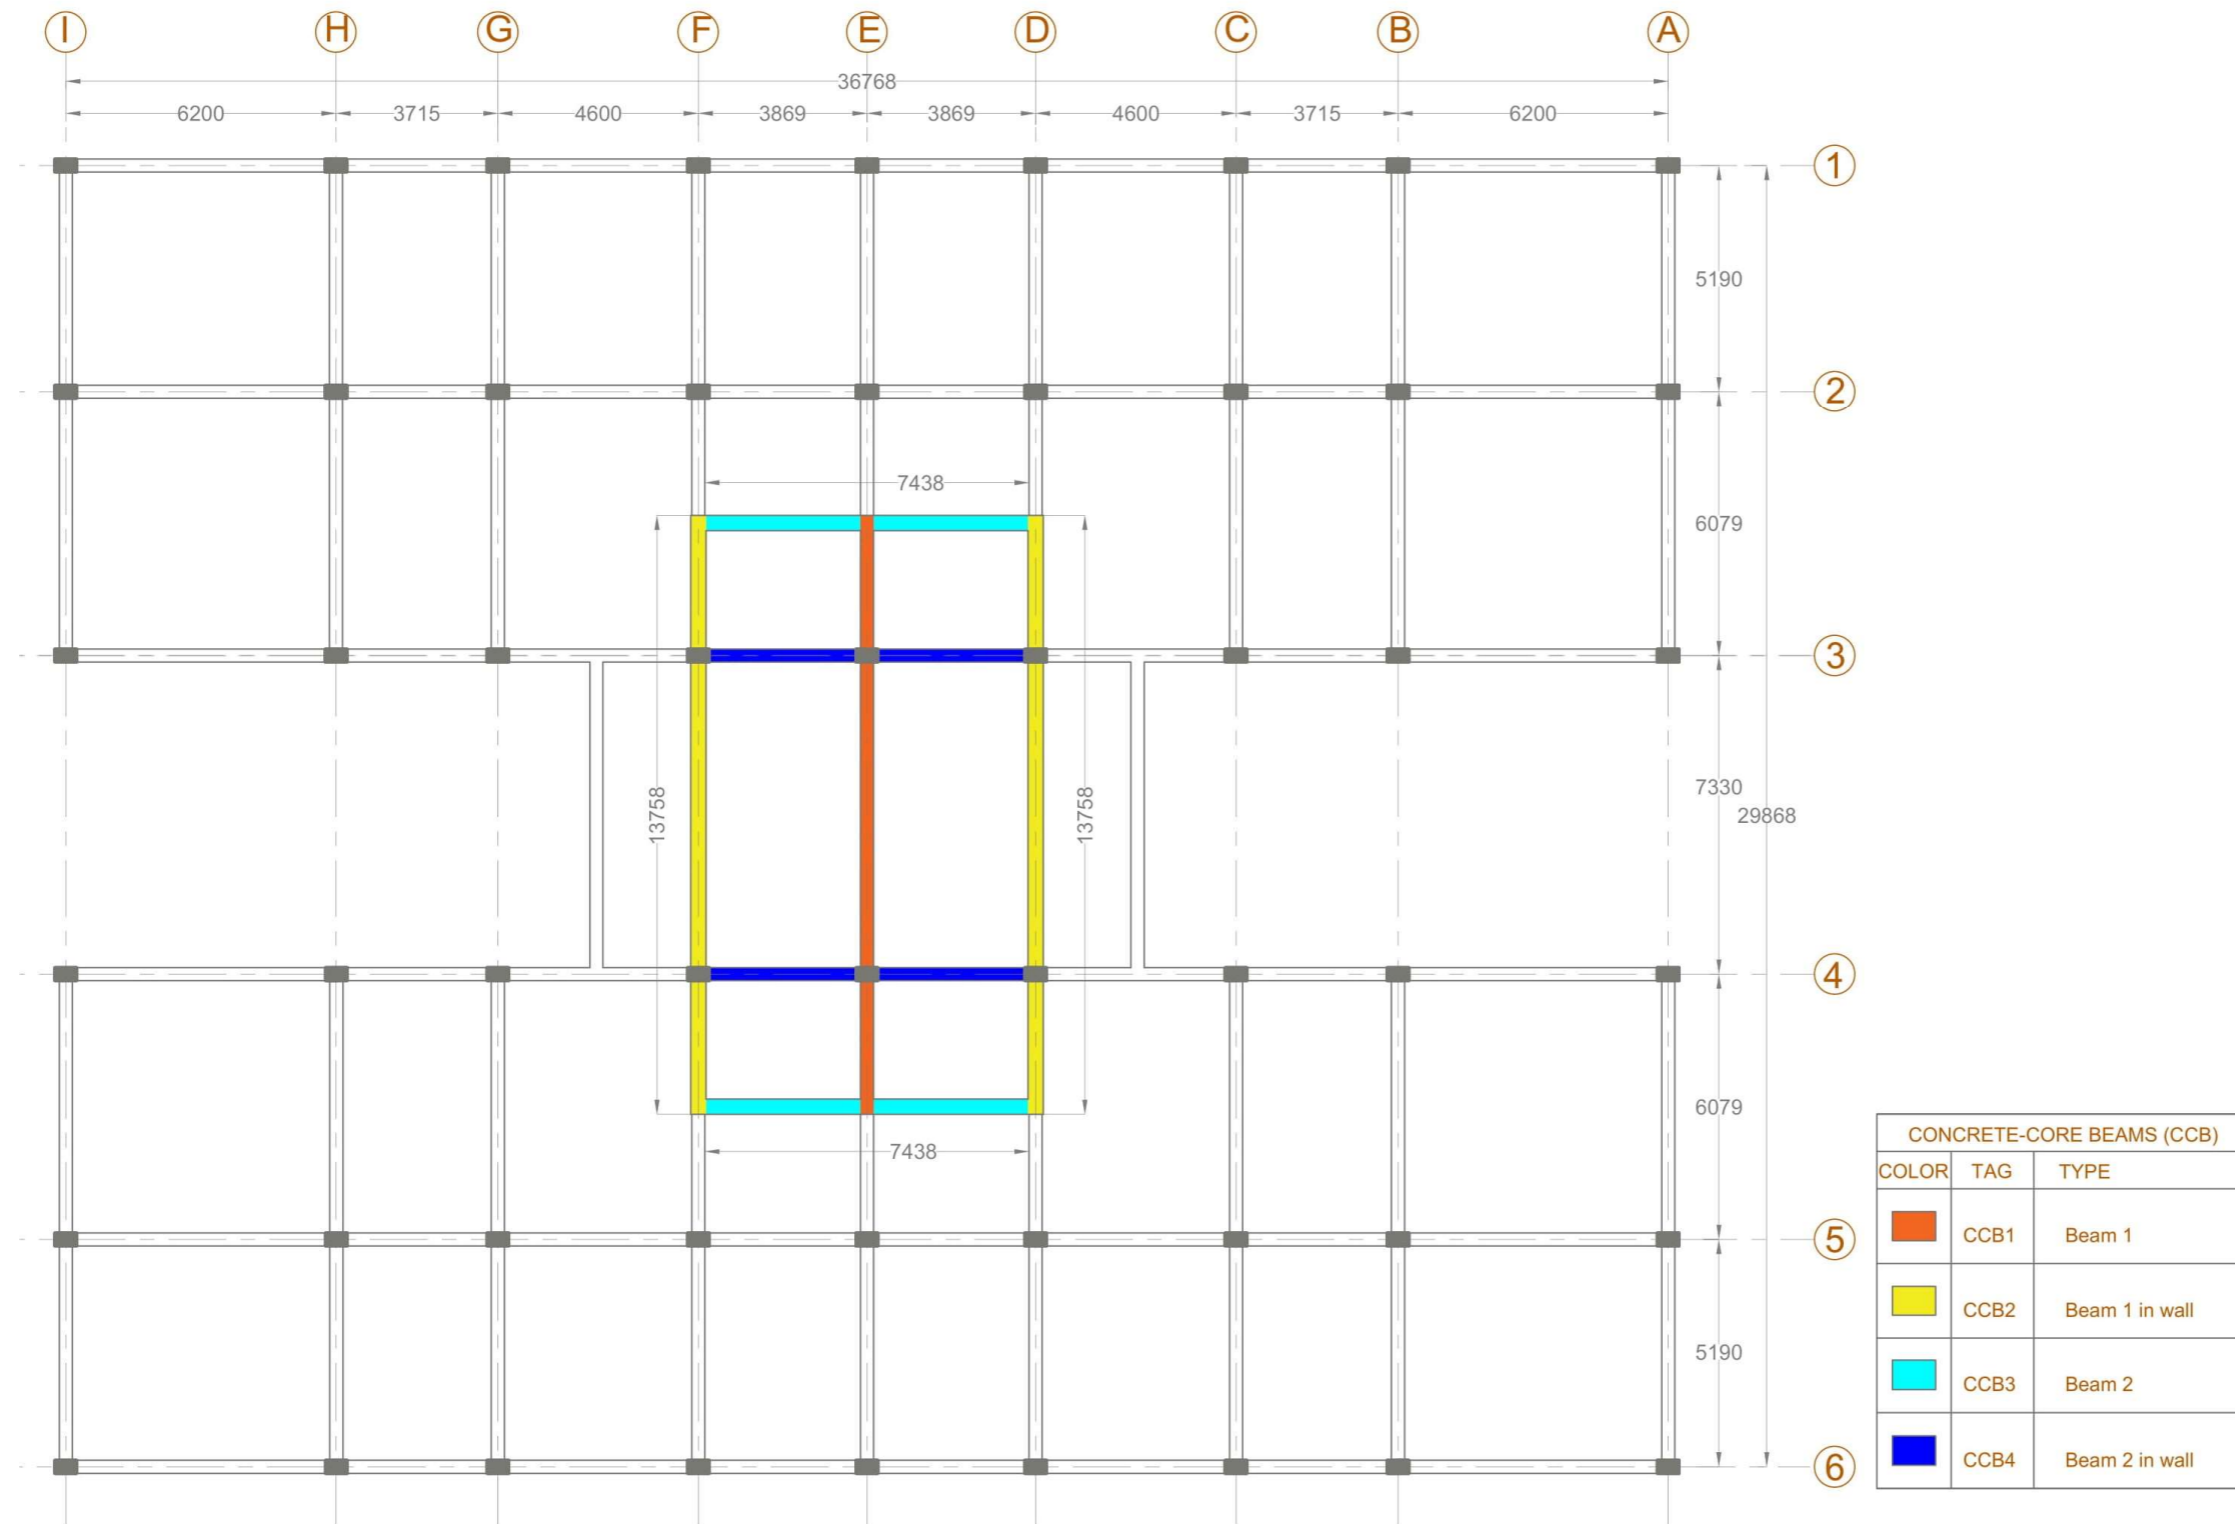 I H G F E D C B A
36768
6200 3715 4600 3869 3869 4600 3715 6200
1
5190
2
7438
6079
3
7330
13758 13758
29868
4
6079
7438
5
5190
6
CONCRETE-CORE BEAMS (CCB)
COLOR TAG TYPE
CCB1 Beam 1
CCB2 Beam 1 in wall
CCB3 Beam 2
CCB4 Beam 2 in wall